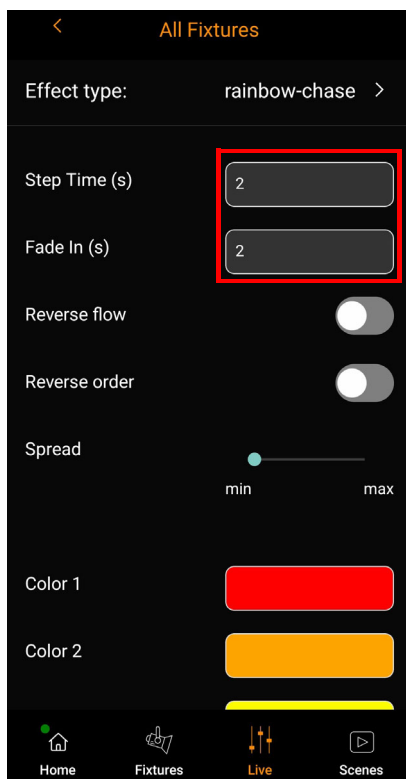 All Fixtures
Effect type: rainbow-chase
Step Time (s) 2
Fade In (s) 2
Reverse flow
Reverse order
Spread
min max
Color 1
Color 2
Home Fixtures Live Scenes